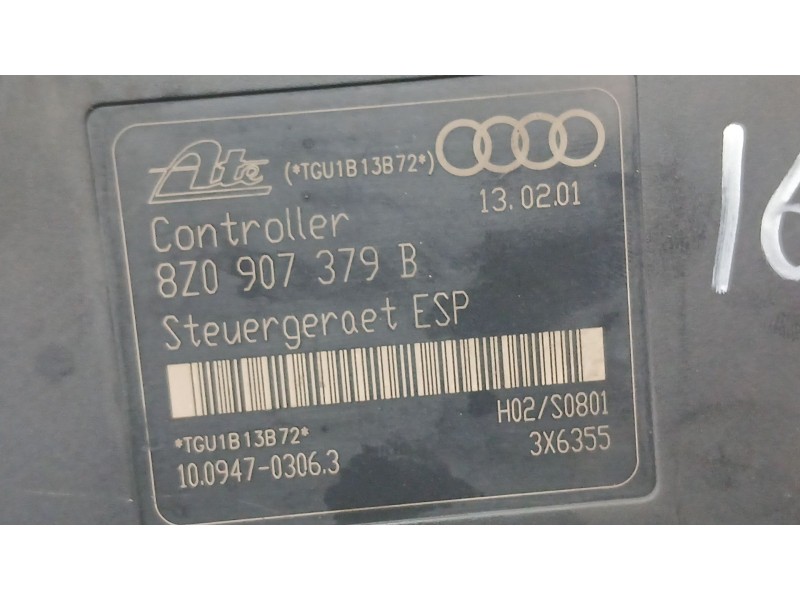 Ate (*TGU1B13B72*)
13.02.01
Controller
8Z0 907 379 B
Steuergeraet ESP
H02/S0801
*TGU1B13B72*
3X6355
10.0947-0306.3
16